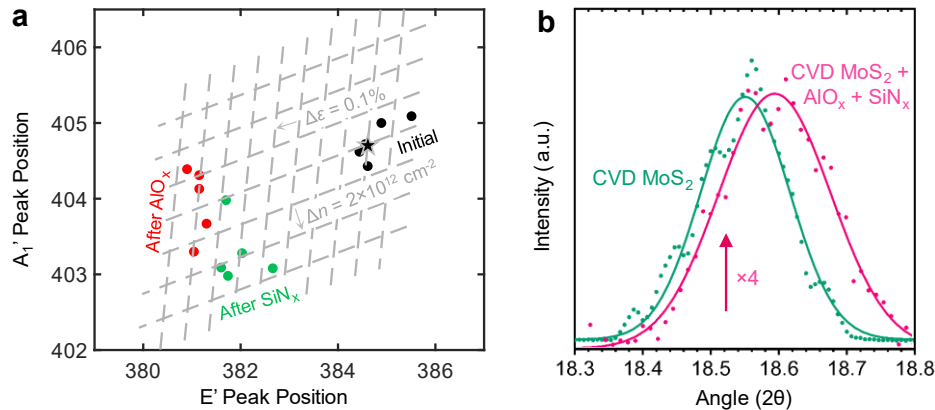 a
406
405
404
403
402
A₁’ Peak Position
380
382
384
386
E’ Peak Position
Δε = 0.1%
Δn = 2×10¹² cm⁻²
Initial
After AlOₓ
After SiNₓ
b
CVD MoS₂ +
AlOₓ + SiNₓ
CVD MoS₂
×4
Intensity (a.u.)
18.3
18.4
18.5
18.6
18.7
18.8
Angle (2θ)